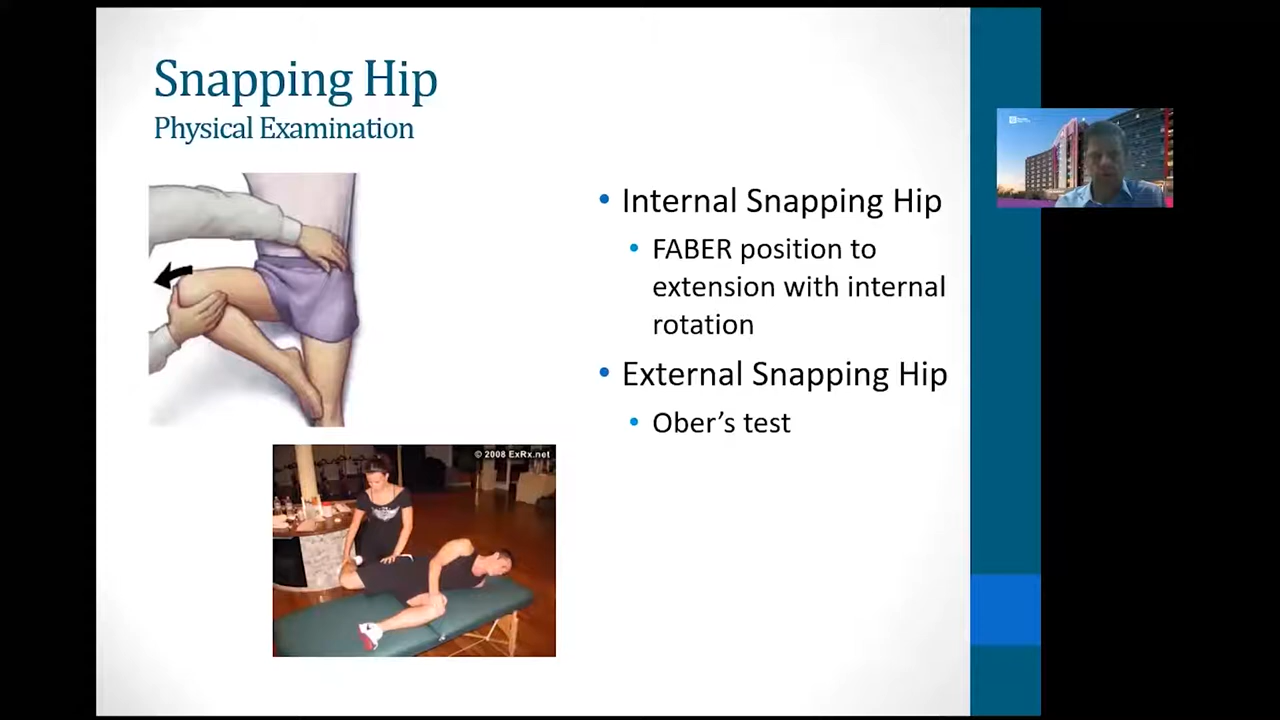 Snapping Hip
Physical Examination
• Internal Snapping Hip
• FABER position to
extension with internal
rotation
• External Snapping Hip
• Ober’s test
© 2008 ExRx.net